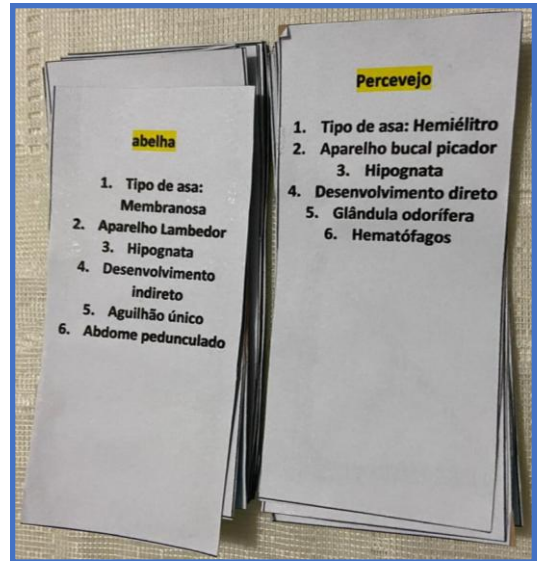 abelha
1. Tipo de asa:
Membranosa
2. Aparelho Lambedor
3. Hipognata
4. Desenvolvimento
indireto
5. Aguilhão único
6. Abdome pedunculado
Percevejo
1. Tipo de asa: Hemiélitro
2. Aparelho bucal picador
3. Hipognata
4. Desenvolvimento direto
5. Glândula odorífera
6. Hematófagos